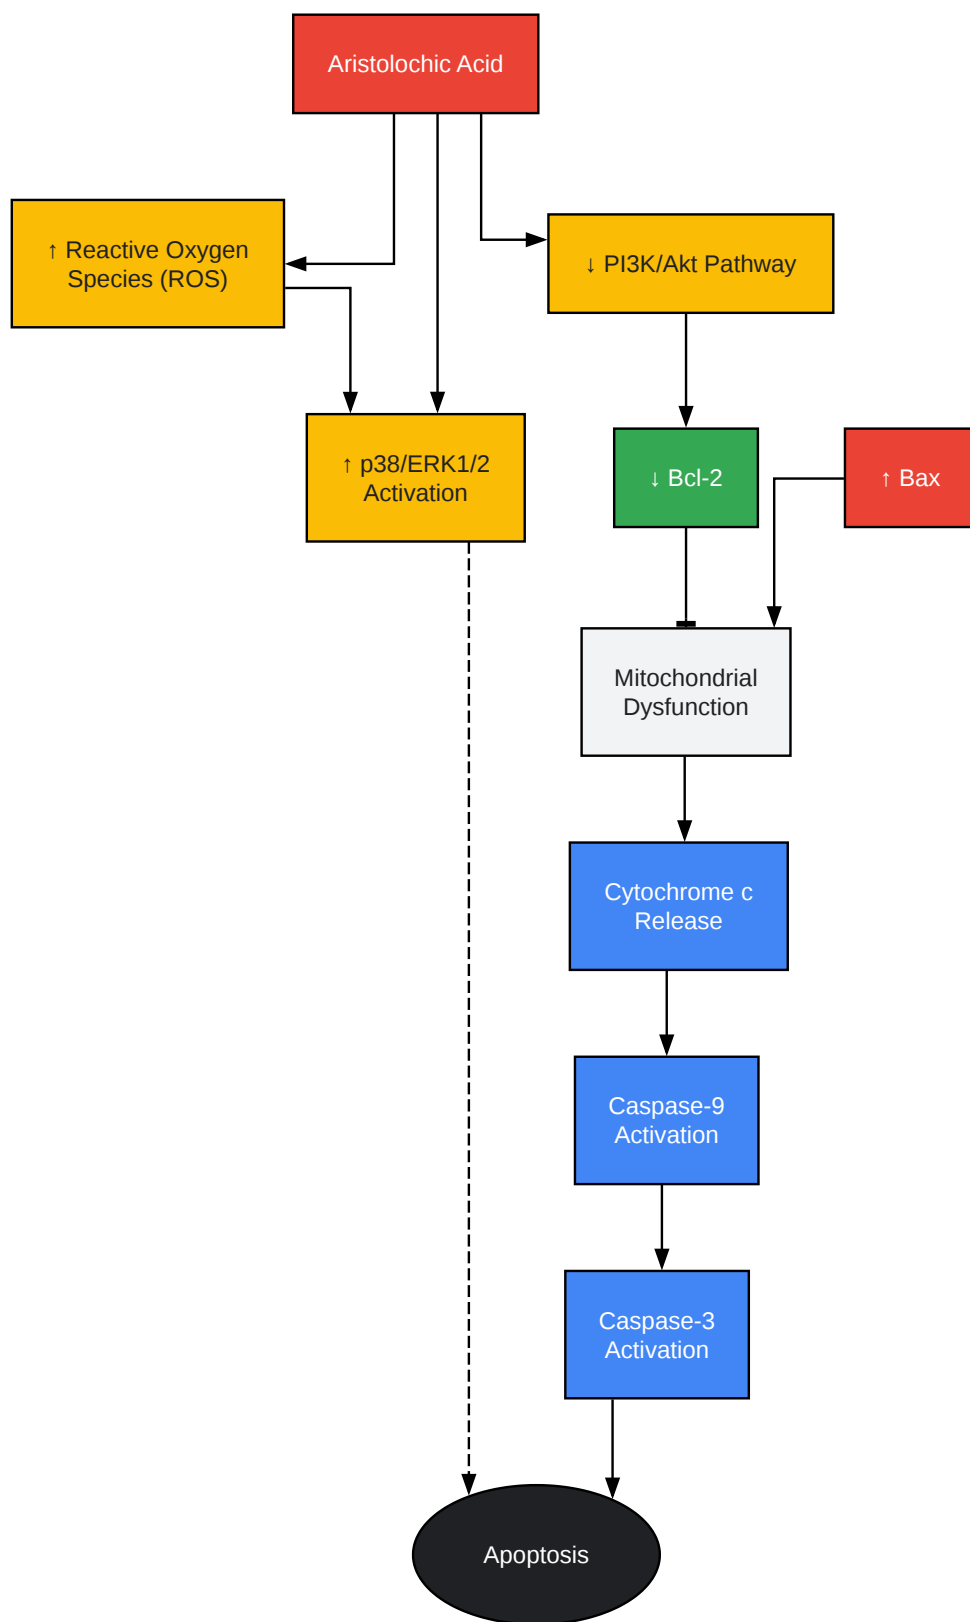 Aristolochic Acid
↑ Reactive Oxygen
Species (ROS)
↓ PI3K/Akt Pathway
↑ p38/ERK1/2
Activation
↓ Bcl-2
↑ Bax
Mitochondrial
Dysfunction
Cytochrome c
Release
Caspase-9
Activation
Caspase-3
Activation
Apoptosis